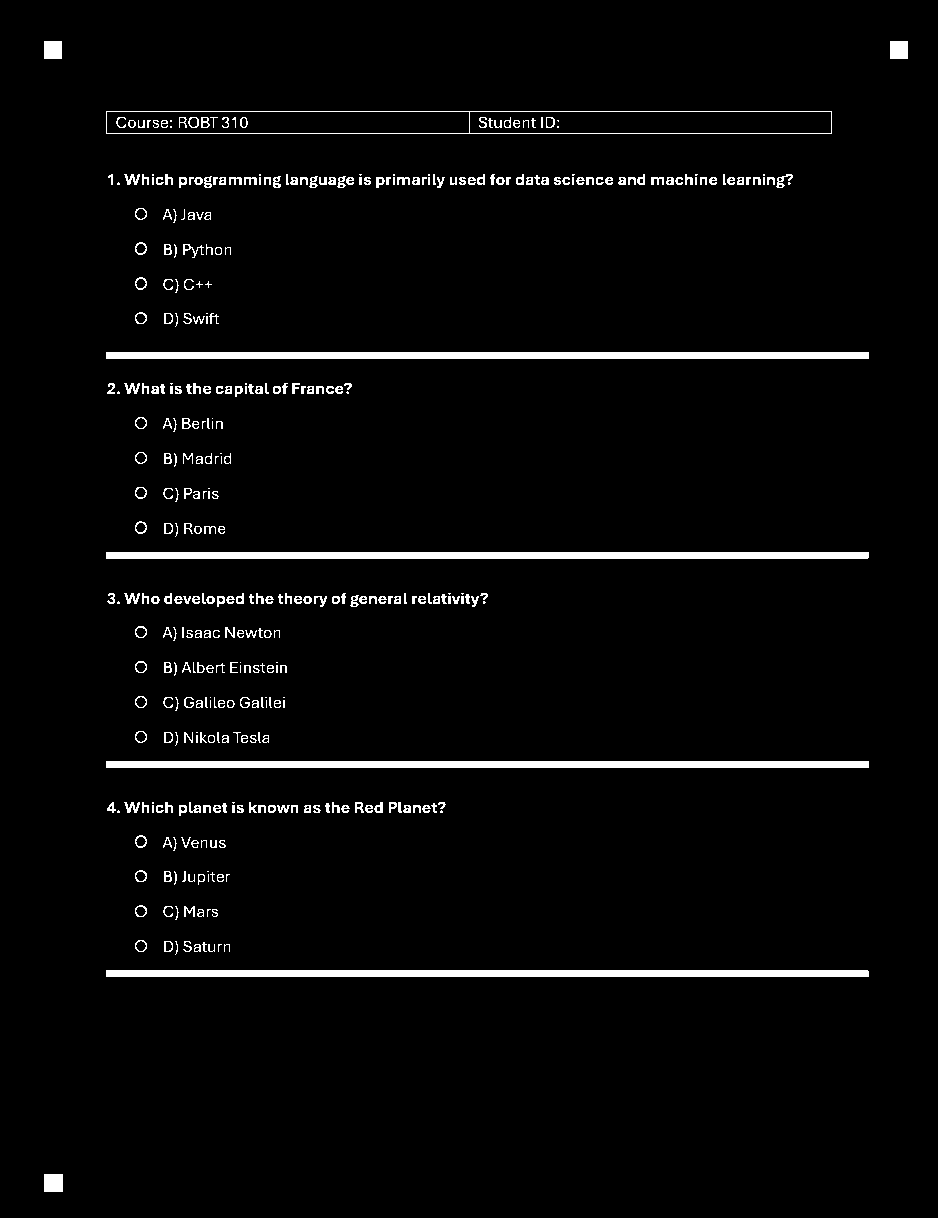 Course: ROBT 310 Student ID:
1. Which programming language is primarily used for data science and machine learning?
A) Java
B) Python
C) C++
D) Swift
2. What is the capital of France?
A) Berlin
B) Madrid
C) Paris
D) Rome
3. Who developed the theory of general relativity?
A) Isaac Newton
B) Albert Einstein
C) Galileo Galilei
D) Nikola Tesla
4. Which planet is known as the Red Planet?
A) Venus
B) Jupiter
C) Mars
D) Saturn